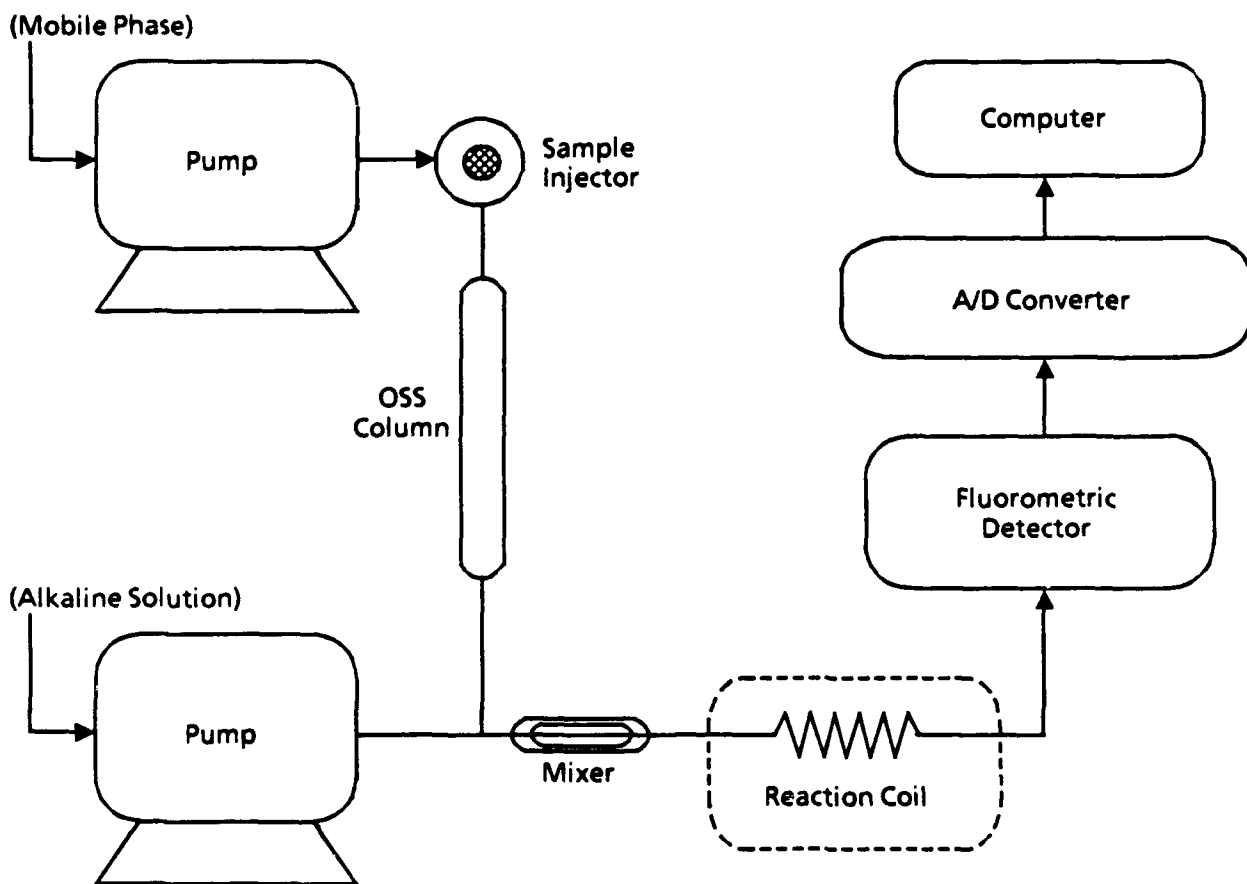 (Mobile Phase)
Pump
Sample
Injector
Computer
A/D Converter
OSS
Column
Fluorometric
Detector
(Alkaline Solution)
Pump
Mixer
Reaction Coil